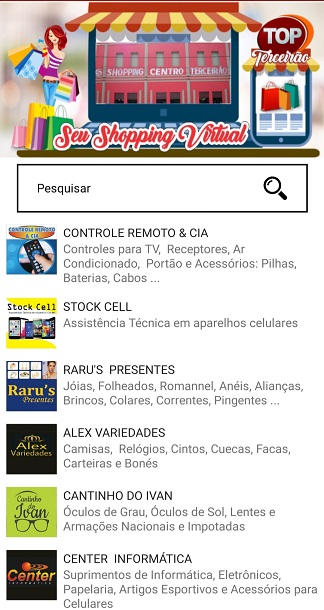 TOP
Terceirão
SHOPPING CENTRO TERCEIRÃO
Seu Shopping Virtual
Pesquisar
CONTROLE REMOTO
& CIA
CONTROLE REMOTO & CIA
Controles para TV, Receptores, Ar
Condicionado, Portão e Acessórios: Pilhas,
Baterias, Cabos ...
Stock Cell
STOCK CELL
Assistência Técnica em aparelhos celulares
Raru's
Presentes
RARU'S PRESENTES
Jóias, Folheados, Romannel, Anéis, Alianças,
Brincos, Colares, Correntes, Pingentes ...
Alex
Variedades
ALEX VARIEDADES
Camisas, Relógios, Cintos, Cuecas, Facas,
Carteiras e Bonés
Cantinho do
Ivan
CANTINHO DO IVAN
Óculos de Grau, Óculos de Sol, Lentes e
Armações Nacionais e Impotadas
Center
INFORMÁTICA
CENTER INFORMÁTICA
Suprimentos de Informática, Eletrônicos,
Papelaria, Artigos Esportivos e Acessórios para
Celulares